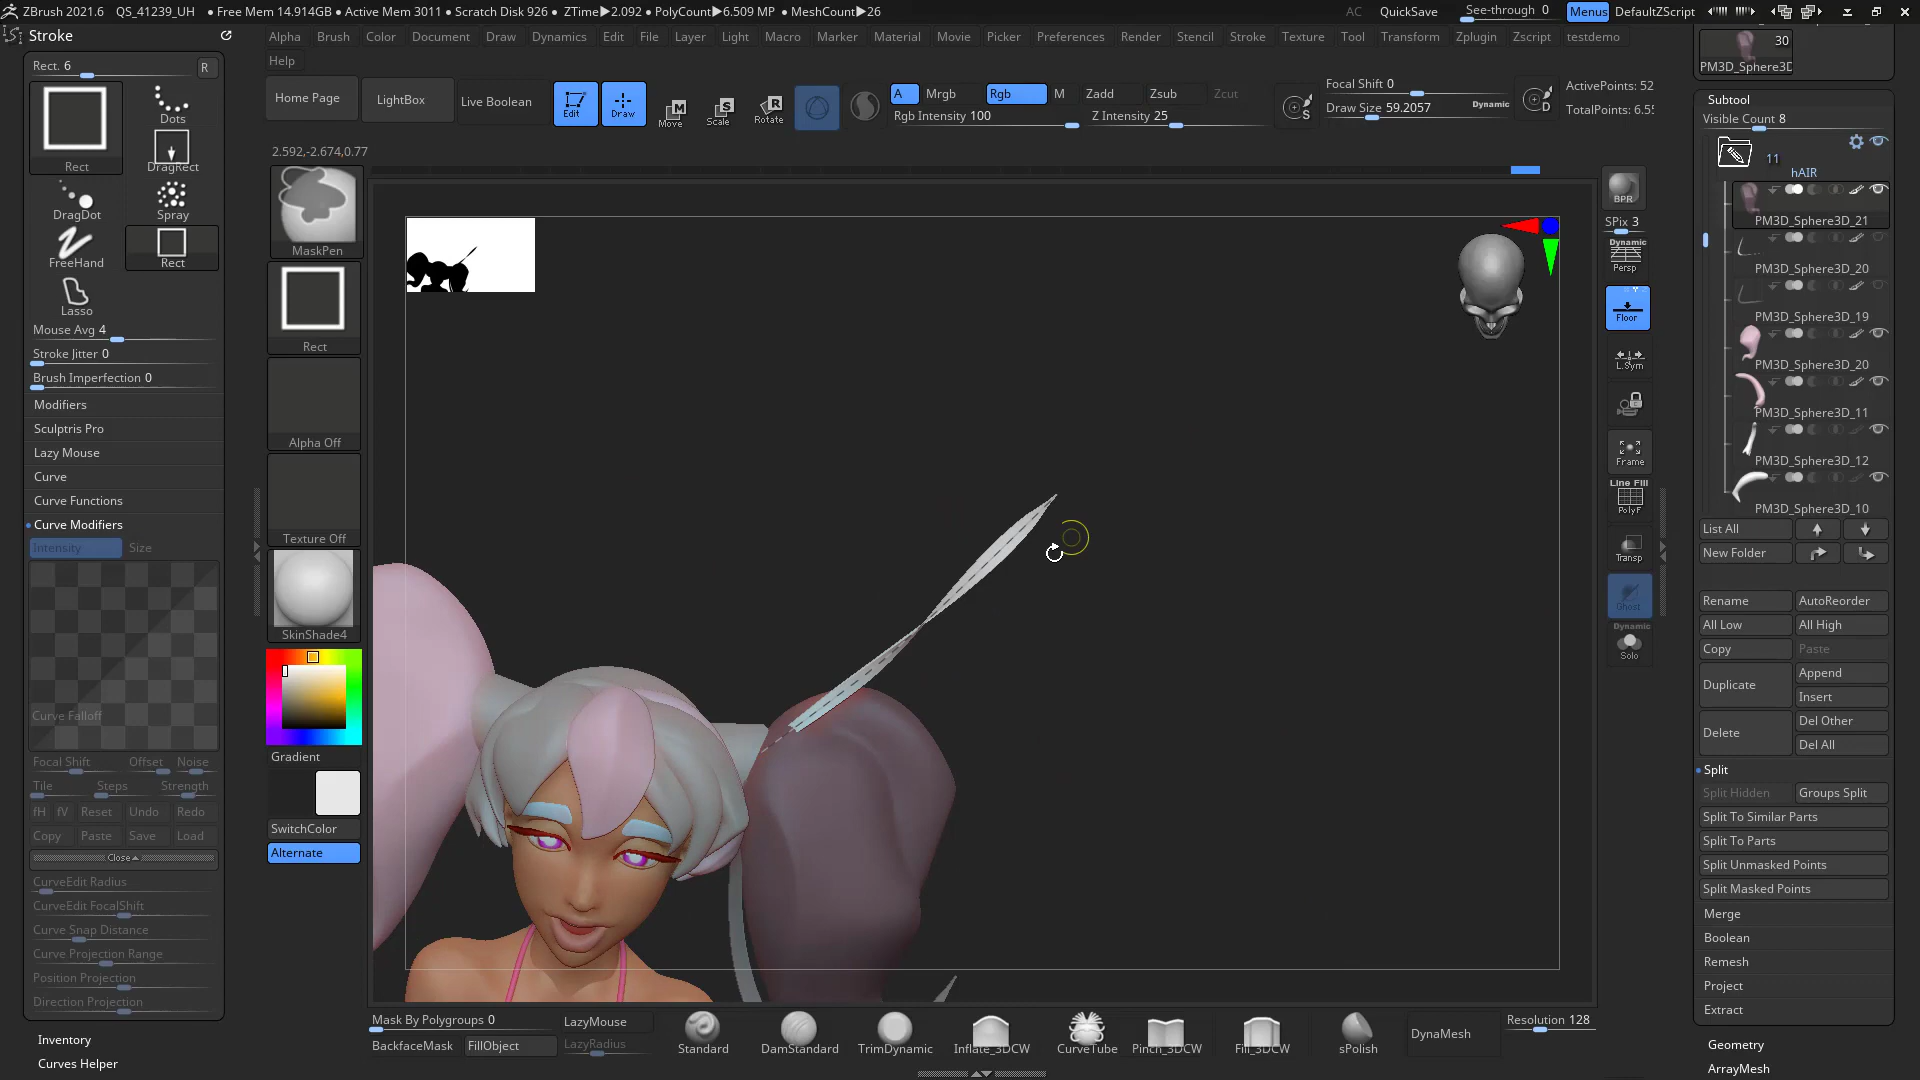 ZBrush 2021.6 QS_41239_UH • Free Mem 14.914GB • Active Mem 3011 • Scratch Disk 926 • ZTime▶2.092 • PolyCount▶6.509 MP • MeshCount▶26
AC QuickSave See-through 0 Menus DefaultZScript
Stroke
Alpha Brush Color Document Draw Dynamics Edit File Layer Light Macro Marker Material Movie Picker Preferences Render Stencil Stroke Texture Tool Transform Zplugin Zscript testdemo
Help
Rect. 6
R
Rect
Dots
DragRect
DragDot
Spray
FreeHand
Rect
Lasso
Mouse Avg 4
Stroke Jitter 0
Brush Imperfection 0
Modifiers
Sculptris Pro
Lazy Mouse
Curve
Curve Functions
Curve Modifiers
Intensity Size
Curve Falloff
Focal Shift Offset Noise
Tile Steps Strength
fH fV Reset Undo Redo
Copy Paste Save Load
Close
CurveEdit Radius
CurveEdit FocalShift
Curve Snap Distance
Curve Projection Range
Position Projection
Direction Projection
Inventory
Curves Helper
Home Page LightBox Live Boolean
Edit Draw Move Scale Rotate
A Mrgb Rgb M Zadd Zsub Zcut
Rgb Intensity 100 Z Intensity 25
S
Focal Shift 0
Draw Size 59.2057 Dynamic
D
ActivePoints: 52
TotalPoints: 6.55
2.592,-2.674,0.77
MaskPen
Rect
Alpha Off
Texture Off
SkinShade4
Gradient
SwitchColor
Alternate
BPR
SPix 3
Dynamic
Persp
Floor
L.Sym
Frame
Line Fill
PolyF
Transp
Ghost
Dynamic
Solo
30
PM3D_Sphere3D
Subtool
Visible Count 8
11
hAIR
PM3D_Sphere3D_21
PM3D_Sphere3D_20
PM3D_Sphere3D_19
PM3D_Sphere3D_20
PM3D_Sphere3D_11
PM3D_Sphere3D_12
PM3D_Sphere3D_10
List All
New Folder
Rename AutoReorder
All Low All High
Copy Paste
Duplicate Append
Insert
Delete Del Other
Del All
Split
Split Hidden Groups Split
Split To Similar Parts
Split To Parts
Split Unmasked Points
Split Masked Points
Merge
Boolean
Remesh
Project
Extract
Geometry
ArrayMesh
Mask By Polygroups 0 LazyMouse
BackfaceMask FillObject LazyRadius
Standard DamStandard TrimDynamic Inflate_3DCW CurveTube Pinch_3DCW Fill_3DCW sPolish
DynaMesh Resolution 128